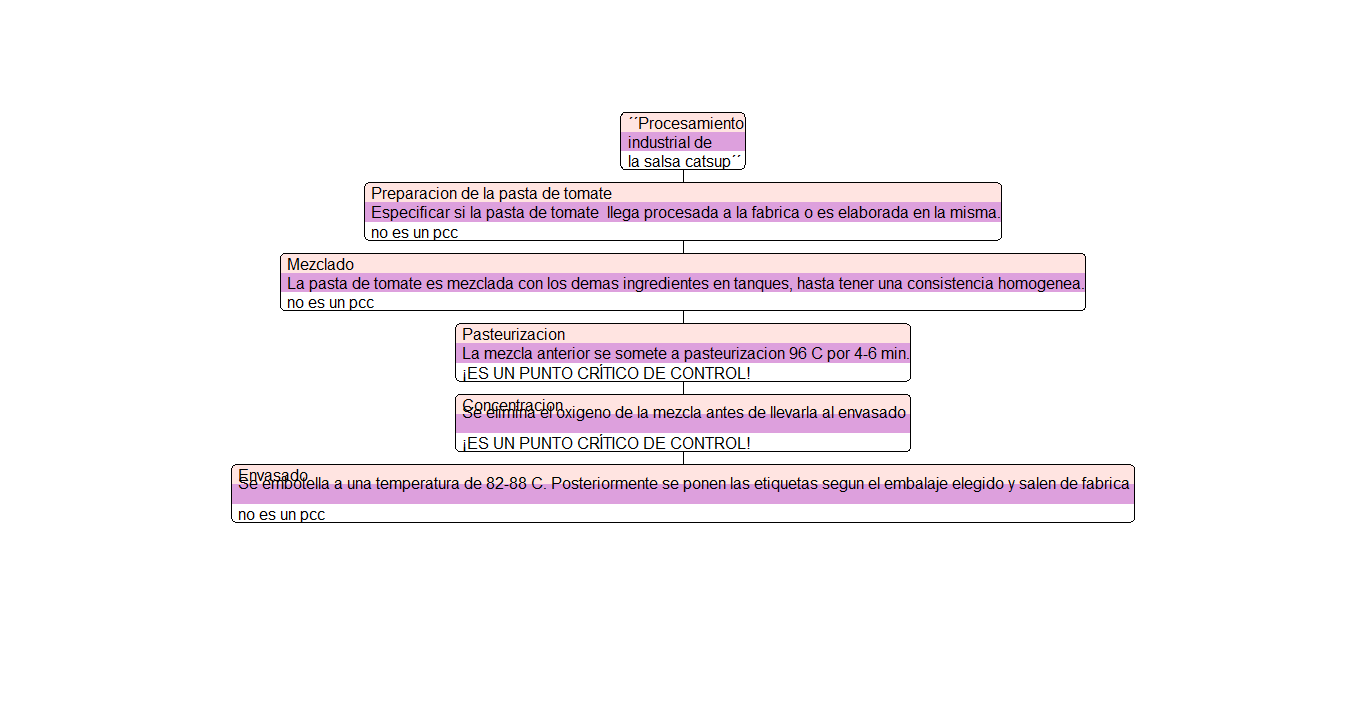 ´´Procesamiento
industrial de
la salsa catsup´´
Preparacion de la pasta de tomate
Especificar si la pasta de tomate  llega procesada a la fabrica o es elaborada en la misma.
no es un pcc
Mezclado
La pasta de tomate es mezclada con los demas ingredientes en tanques, hasta tener una consistencia homogenea.
no es un pcc
Pasteurizacion
La mezcla anterior se somete a pasteurizacion 96 C por 4-6 min.
¡ES UN PUNTO CRÍTICO DE CONTROL!
Concentracion
Se elimina el oxigeno de la mezcla antes de llevarla al envasado
¡ES UN PUNTO CRÍTICO DE CONTROL!
Envasado
Se embotella a una temperatura de 82-88 C. Posteriormente se ponen las etiquetas segun el embalaje elegido y salen de fabrica
no es un pcc